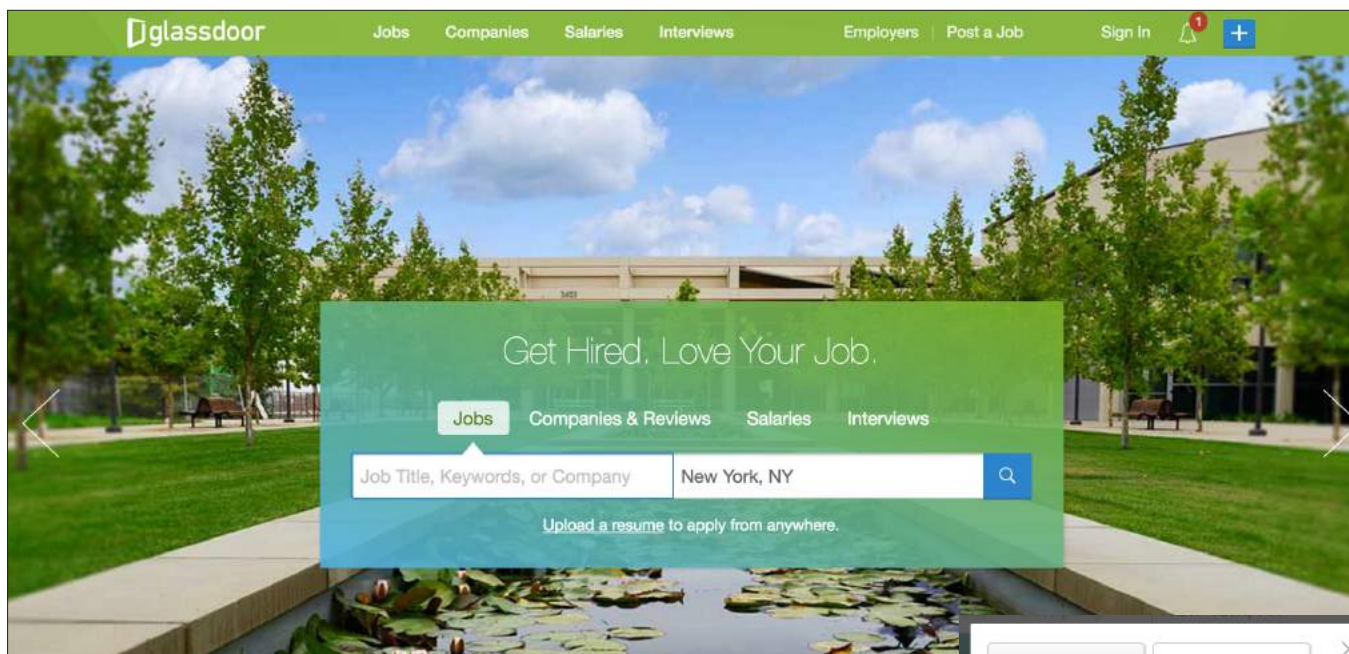 glassdoor Jobs Companies Salaries Interviews Employers Post a Job Sign In 1 +
Get Hired. Love Your Job.
Jobs Companies & Reviews Salaries Interviews
Job Title, Keywords, or Company New York, NY
Upload a resume to apply from anywhere.